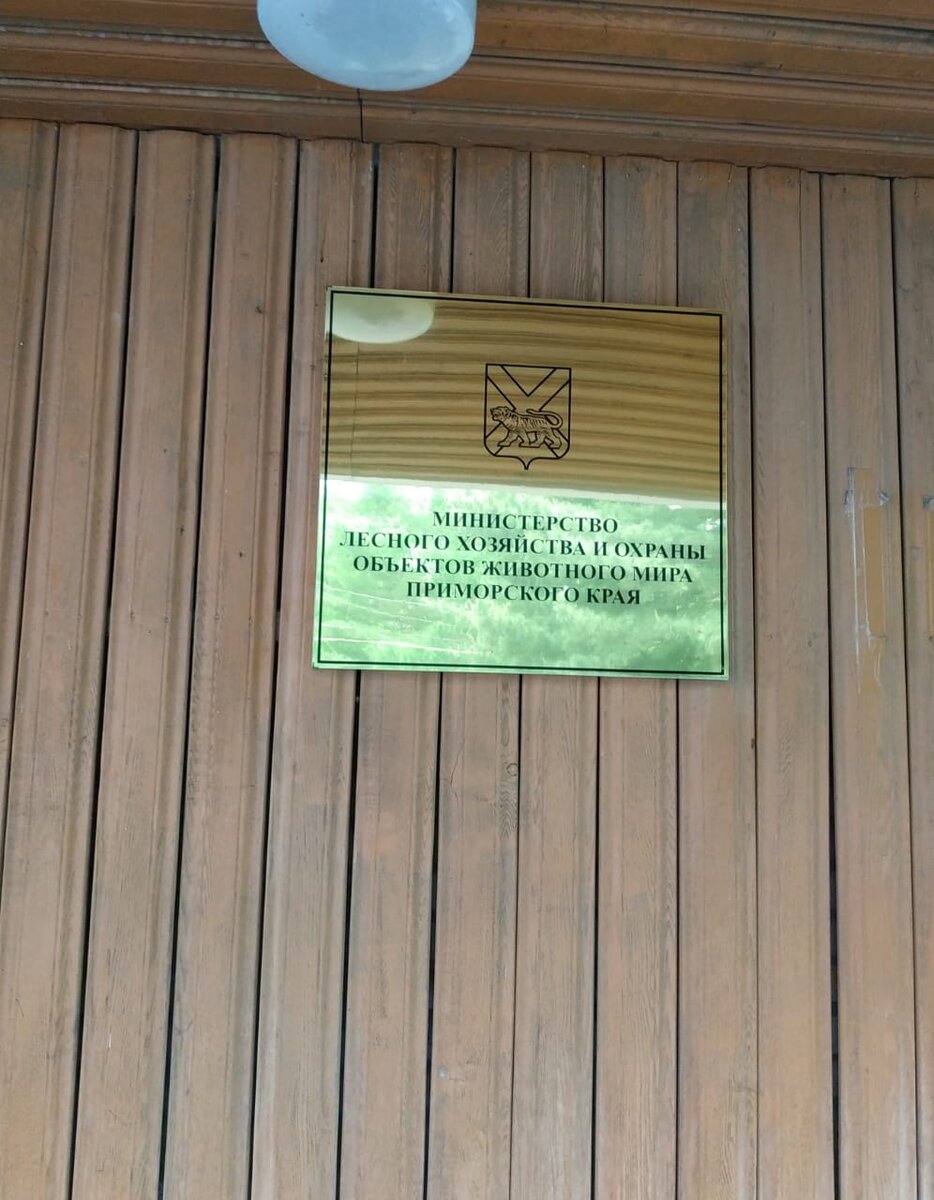 МИНИСТЕРСТВО
ЛЕСНОГО ХОЗЯЙСТВА И ОХРАНЫ
ОБЪЕКТОВ ЖИВОТНОГО МИРА
ПРИМОРСКОГО КРАЯ